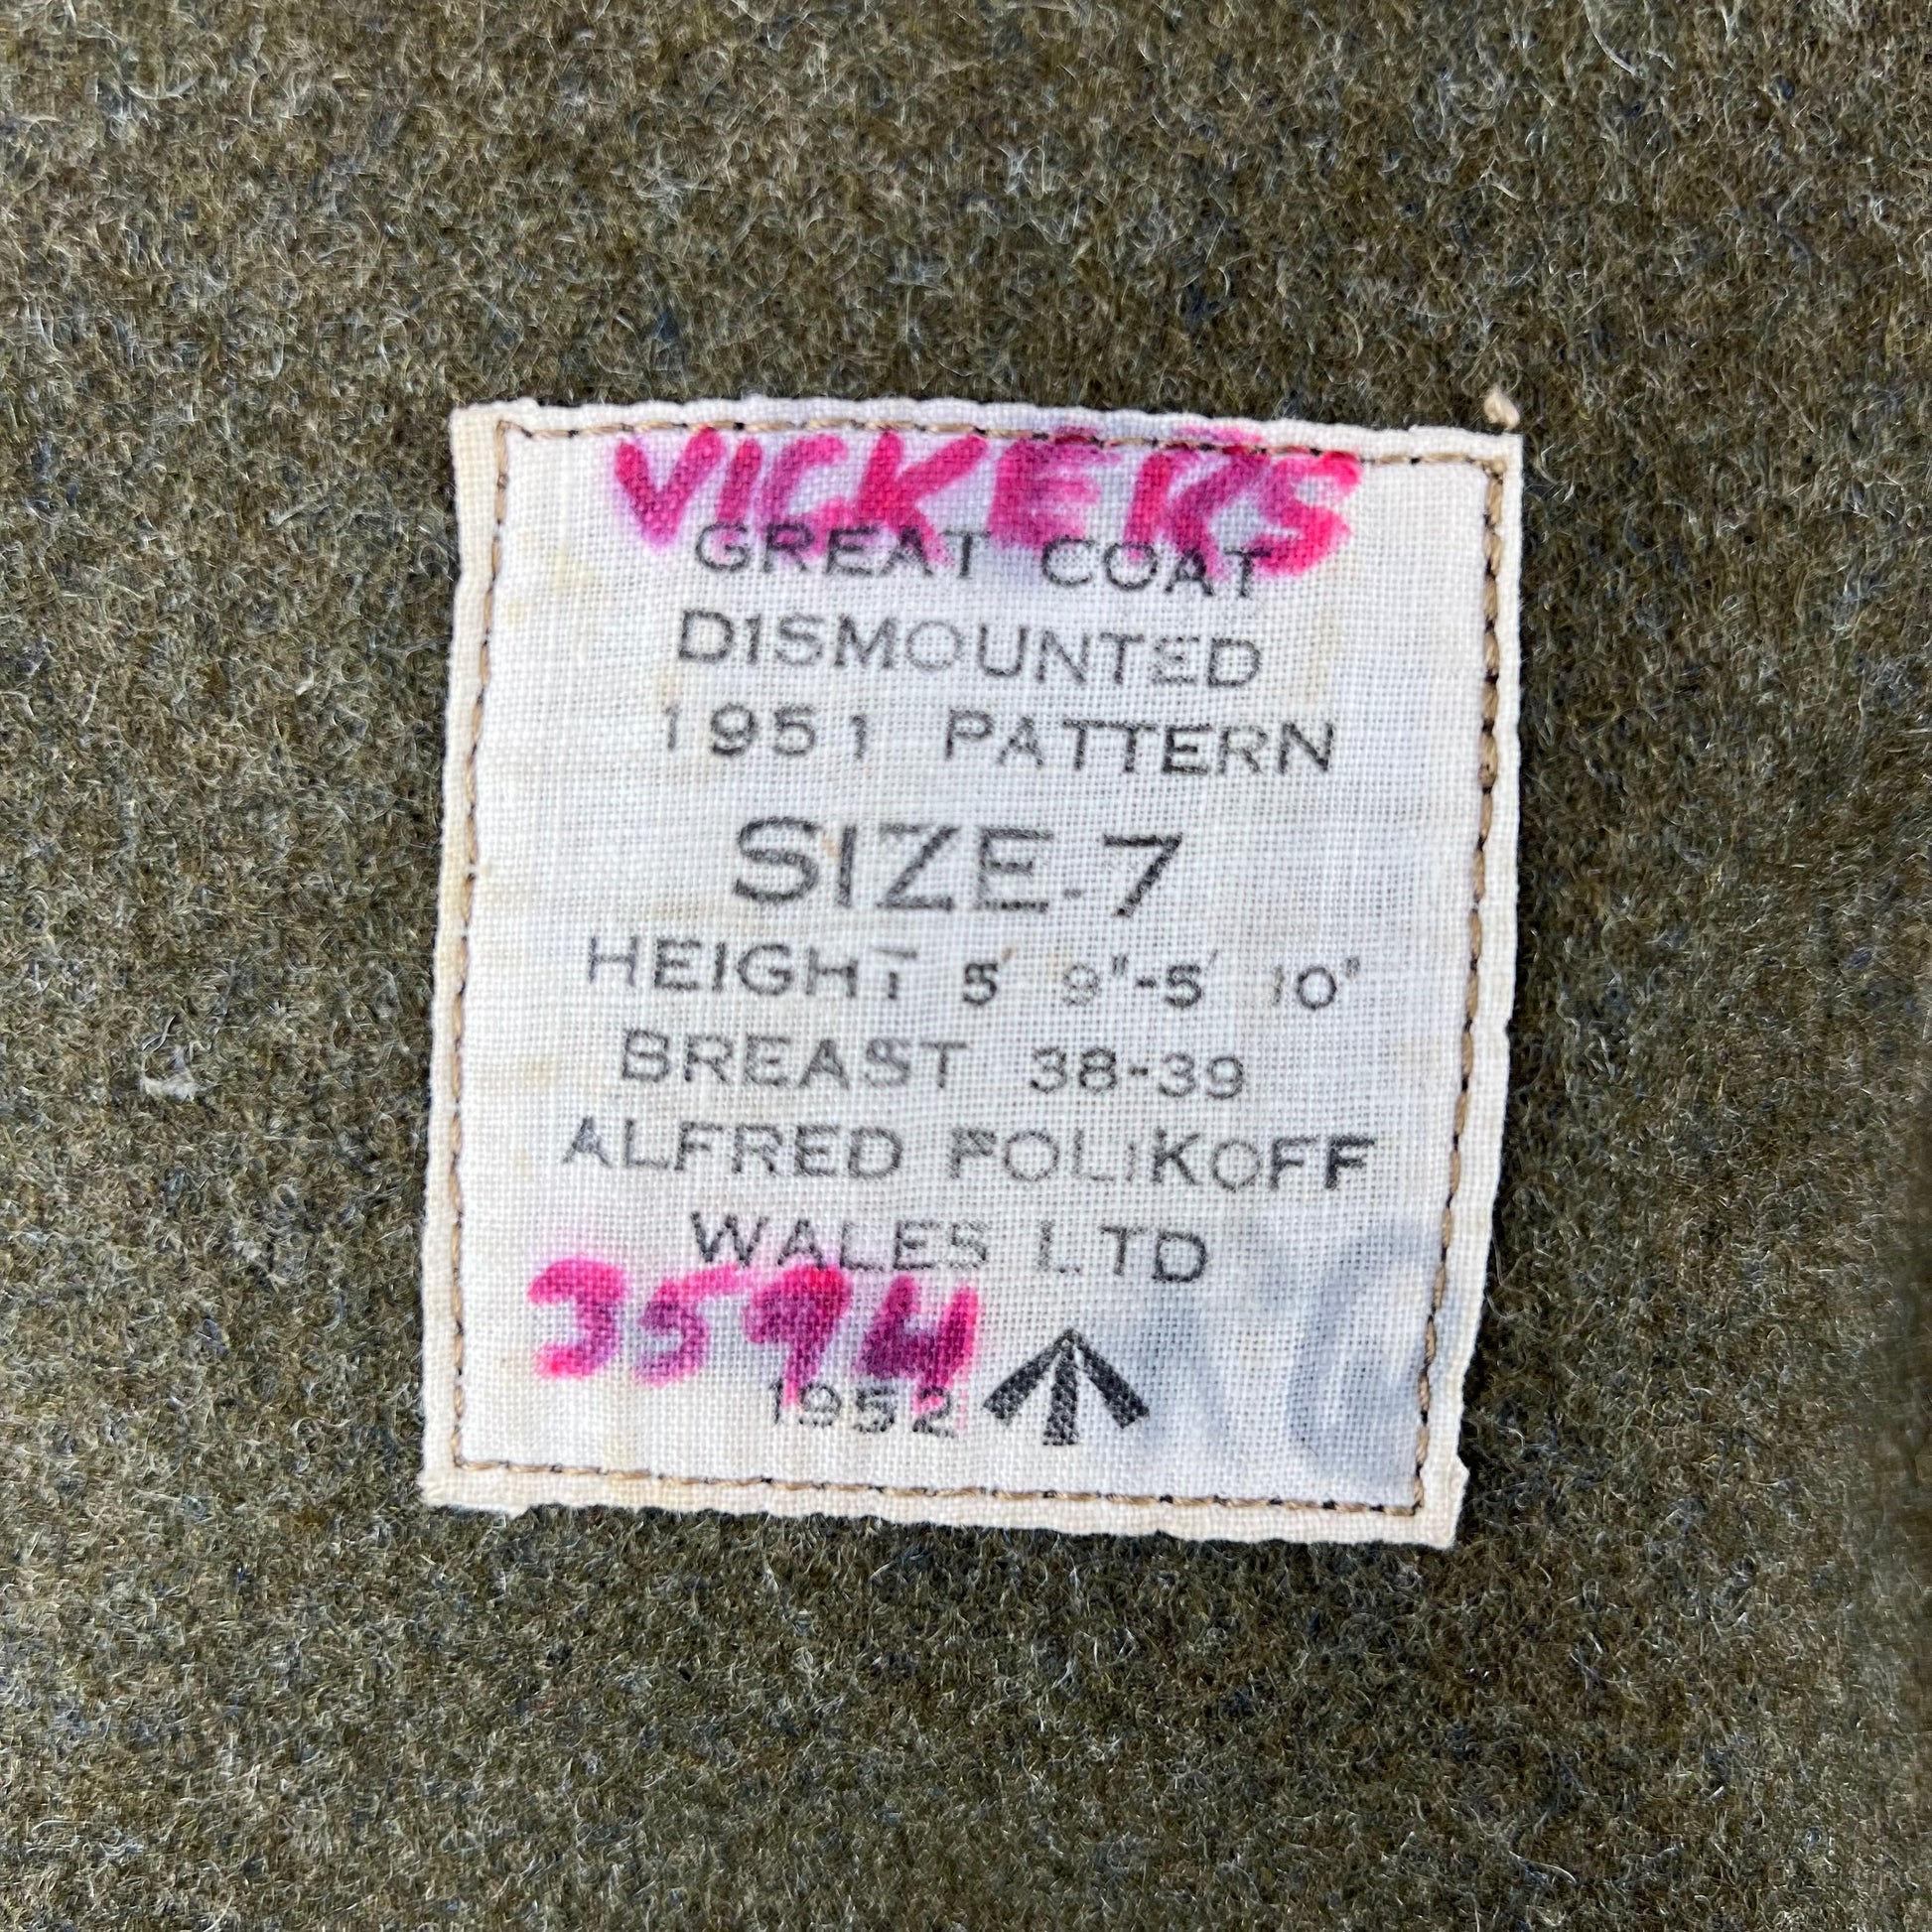 VICKERS
GREAT COAT
DISMOUNTED
1951 PATTERN
SIZE-7
HEIGHT 5' 9"-5' 10"
BREAST 38-39
ALFRED POLIKOFF
WALES LTD
3594
1952